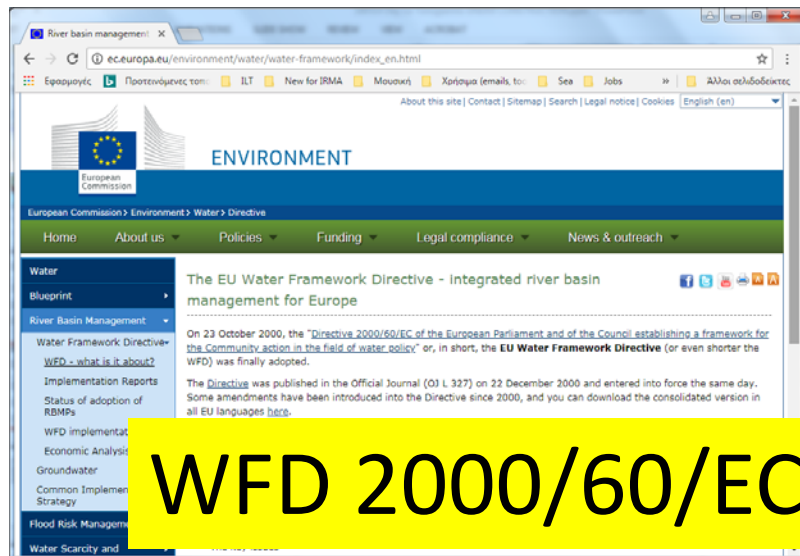 River basin management
ec.europa.eu/environment/water/water-framework/index_en.html
Εφαρμογές Προτεινόμενες τοπ ILT New for IRMA Μουσική Χρήσιμα (emails, to Sea Jobs » Άλλοι σελιδοδείκτες
About this site | Contact | Sitemap | Search | Legal notice | Cookies English (en)
ENVIRONMENT
European
Commission
European Commission > Environment > Water > Directive
Home About us Policies Funding Legal compliance News & outreach
Water
Blueprint
River Basin Management
Water Framework Directive
WFD - what is it about?
Implementation Reports
Status of adoption of
RBMPs
WFD implementat
Economic Analysis
Groundwater
Common Implemen
Strategy
Flood Risk Managem
Water Scarcity and
The EU Water Framework Directive - integrated river basin
management for Europe
On 23 October 2000, the "Directive 2000/60/EC of the European Parliament and of the Council establishing a framework for
the Community action in the field of water policy" or, in short, the EU Water Framework Directive (or even shorter the
WFD) was finally adopted.
The Directive was published in the Official Journal (OJ L 327) on 22 December 2000 and entered into force the same day.
Some amendments have been introduced into the Directive since 2000, and you can download the consolidated version in
all EU languages here.
WFD 2000/60/EC